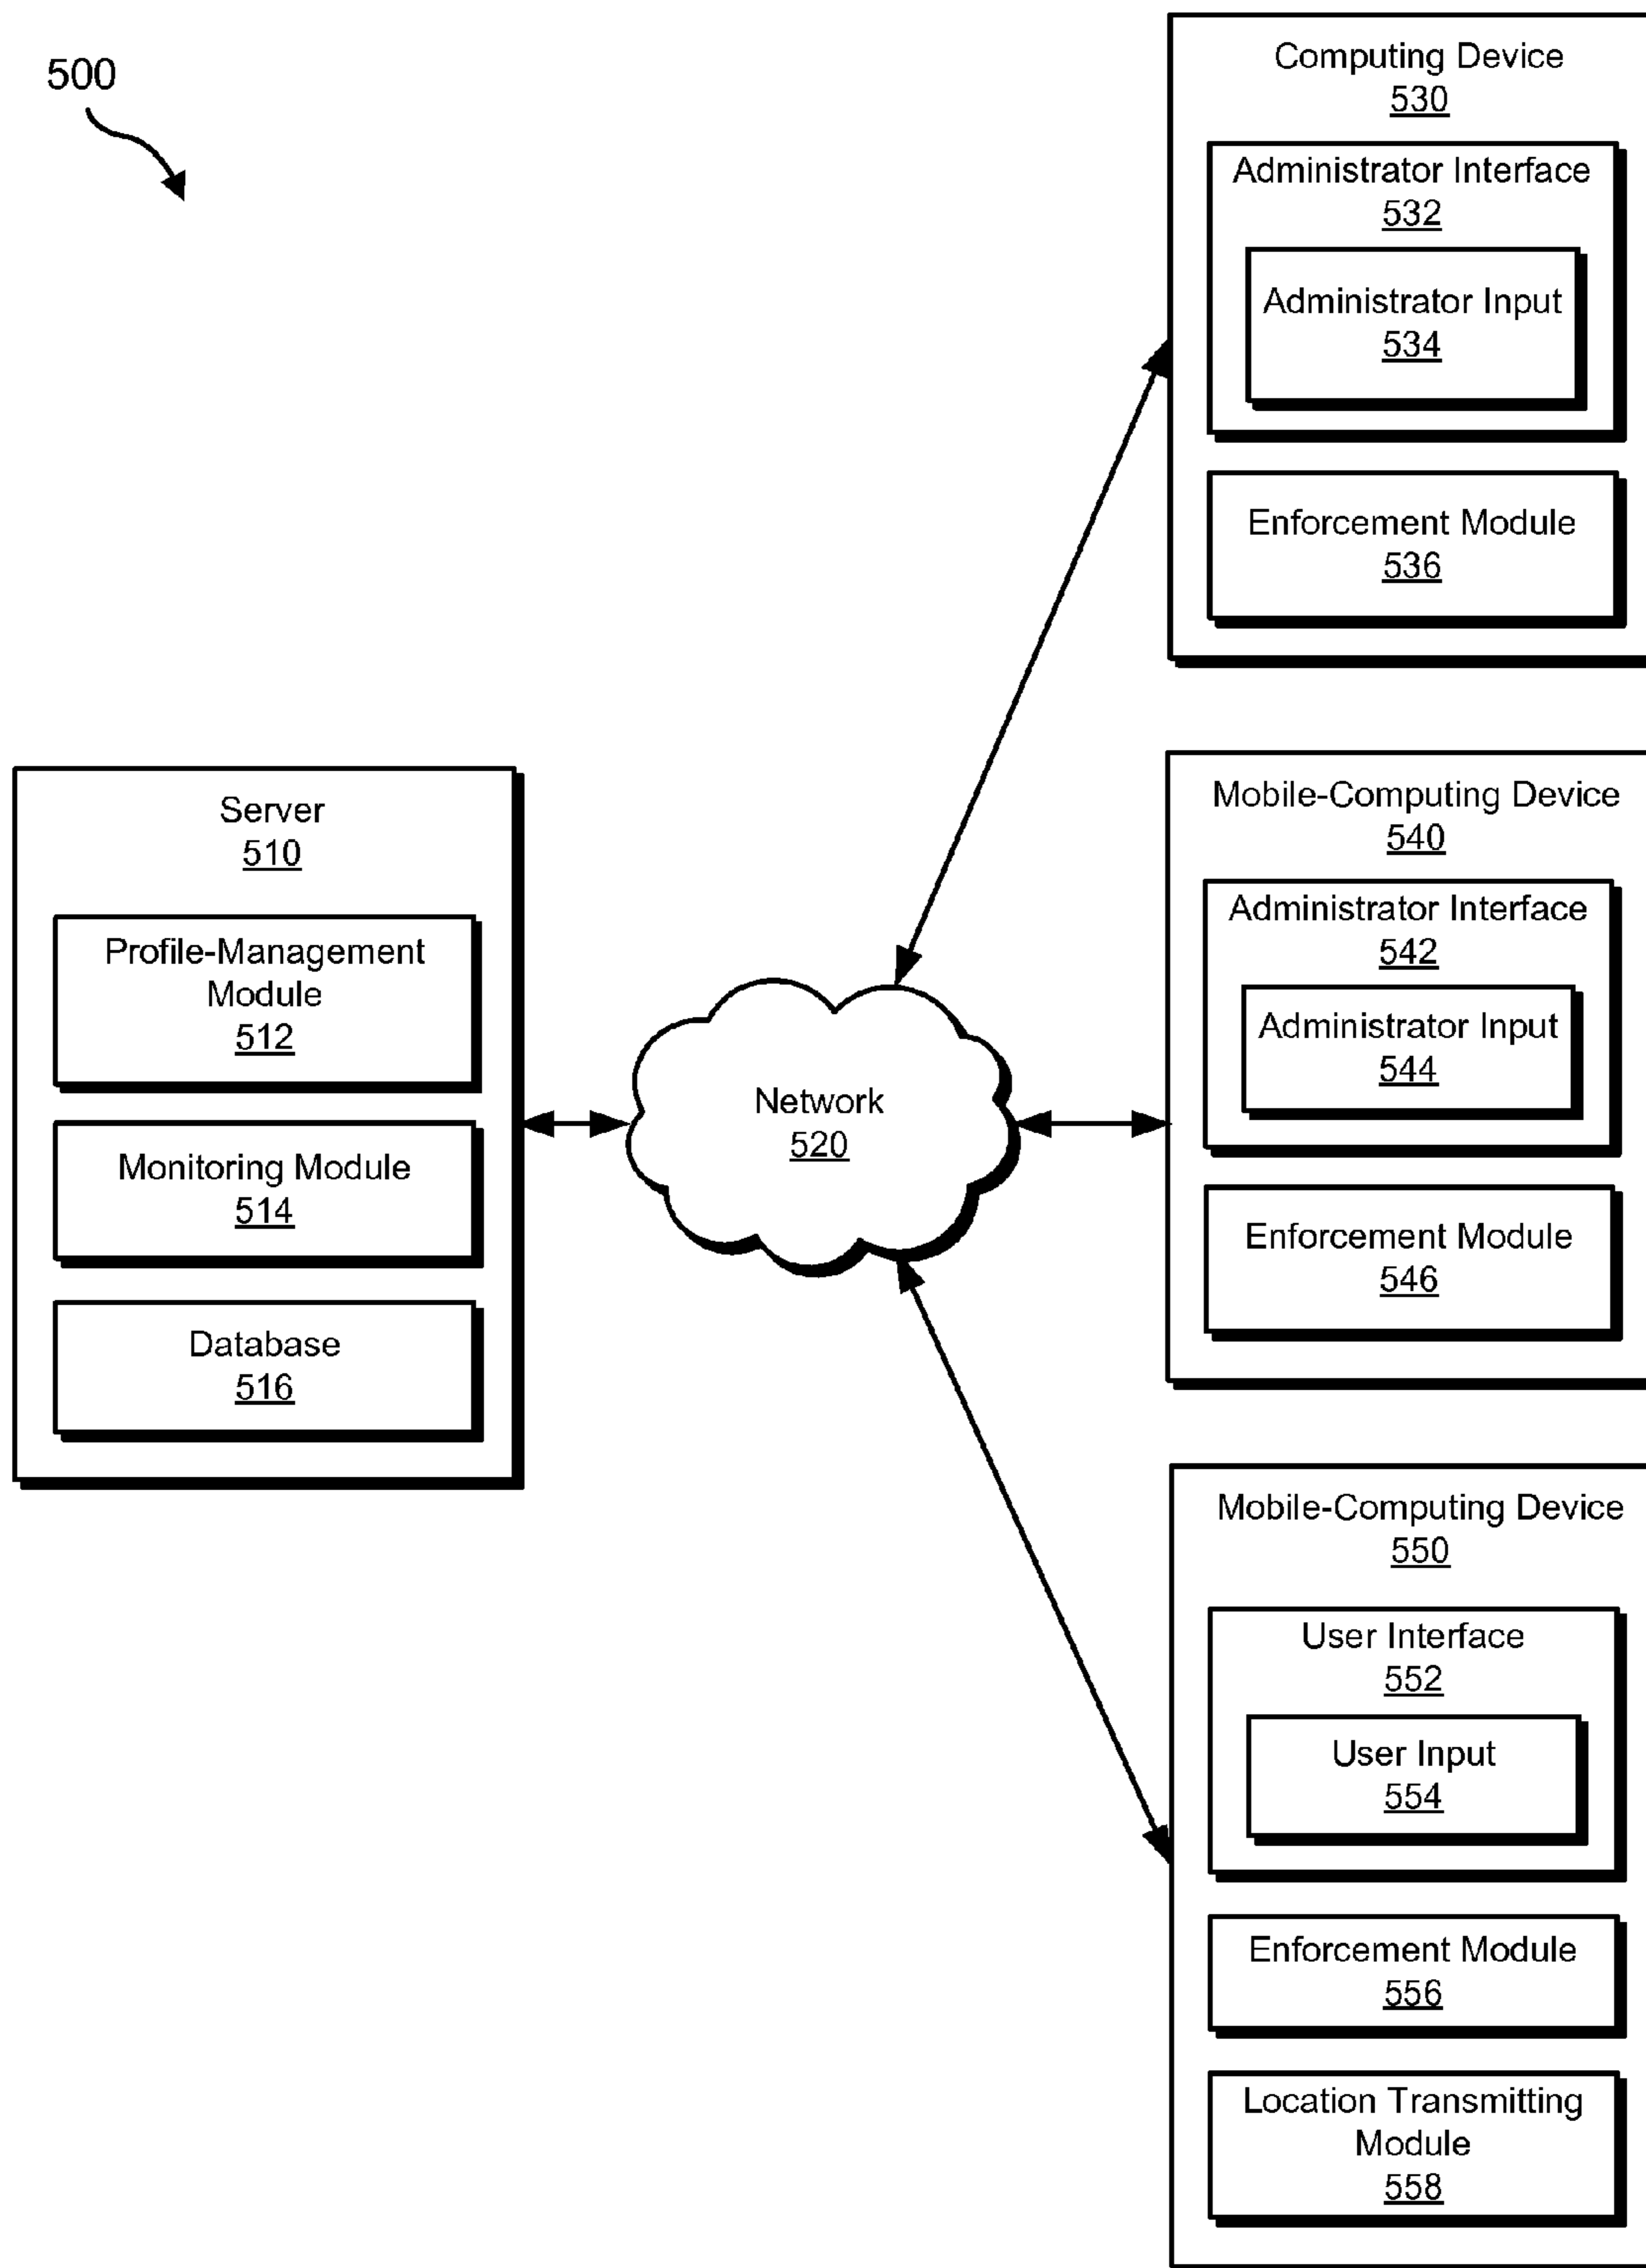 500
Computing Device
530
Administrator Interface
532
Administrator Input
534
Enforcement Module
536
Server
510
Profile-Management
Module
512
Monitoring Module
514
Database
516
Network
520
Mobile-Computing Device
540
Administrator Interface
542
Administrator Input
544
Enforcement Module
546
Mobile-Computing Device
550
User Interface
552
User Input
554
Enforcement Module
556
Location Transmitting
Module
558